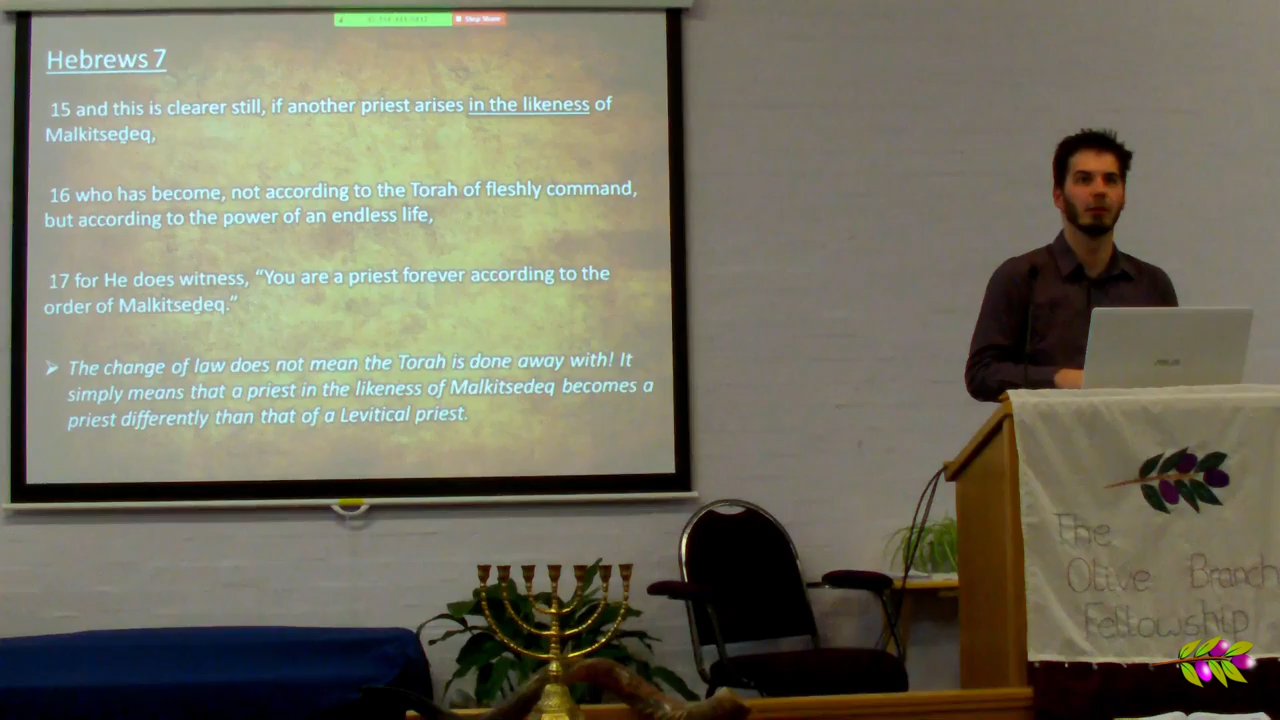 Stop Share
Hebrews 7
15 and this is clearer still, if another priest arises in the likeness of
Malkitseḏeq,
16 who has become, not according to the Torah of fleshly command,
but according to the power of an endless life,
17 for He does witness, “You are a priest forever according to the
order of Malkitseḏeq.”
➢ The change of law does not mean the Torah is done away with! It
simply means that a priest in the likeness of Malkitsedeq becomes a
priest differently than that of a Levitical priest.
ASUS
The
Olive Branch
Fellowship